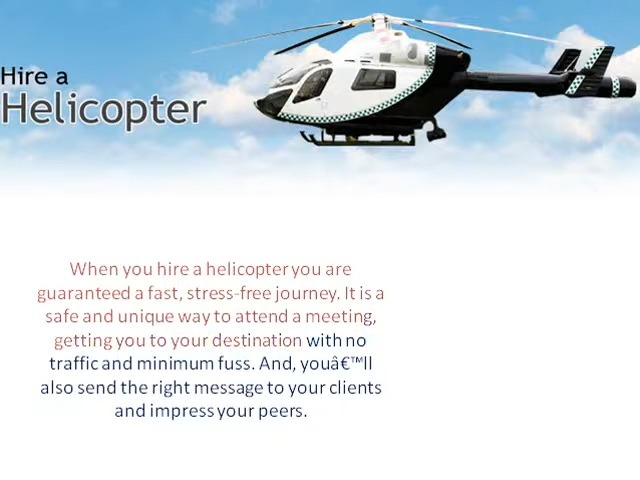 Hire a
Helicopter
When you hire a helicopter you are
guaranteed a fast, stress-free journey. It is a
safe and unique way to attend a meeting,
getting you to your destination with no
traffic and minimum fuss. And, youâ€™ll
also send the right message to your clients
and impress your peers.